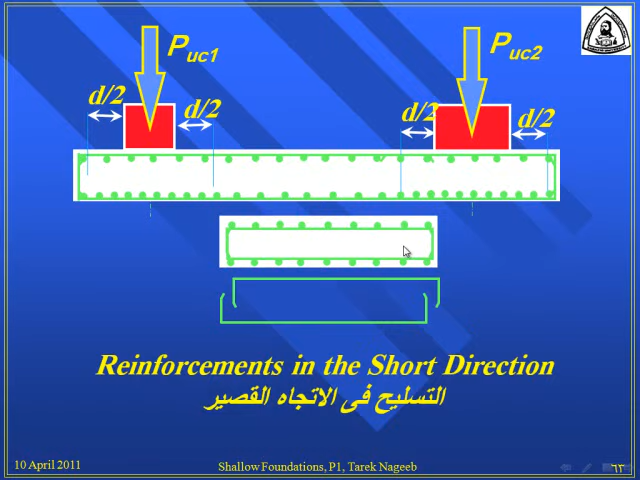 Puc1
Puc2
d/2
d/2
d/2
d/2
Reinforcements in the Short Direction
التسليح فى الاتجاه القصير
10 April 2011
Shallow Foundations, P1, Tarek Nageeb
٦٣